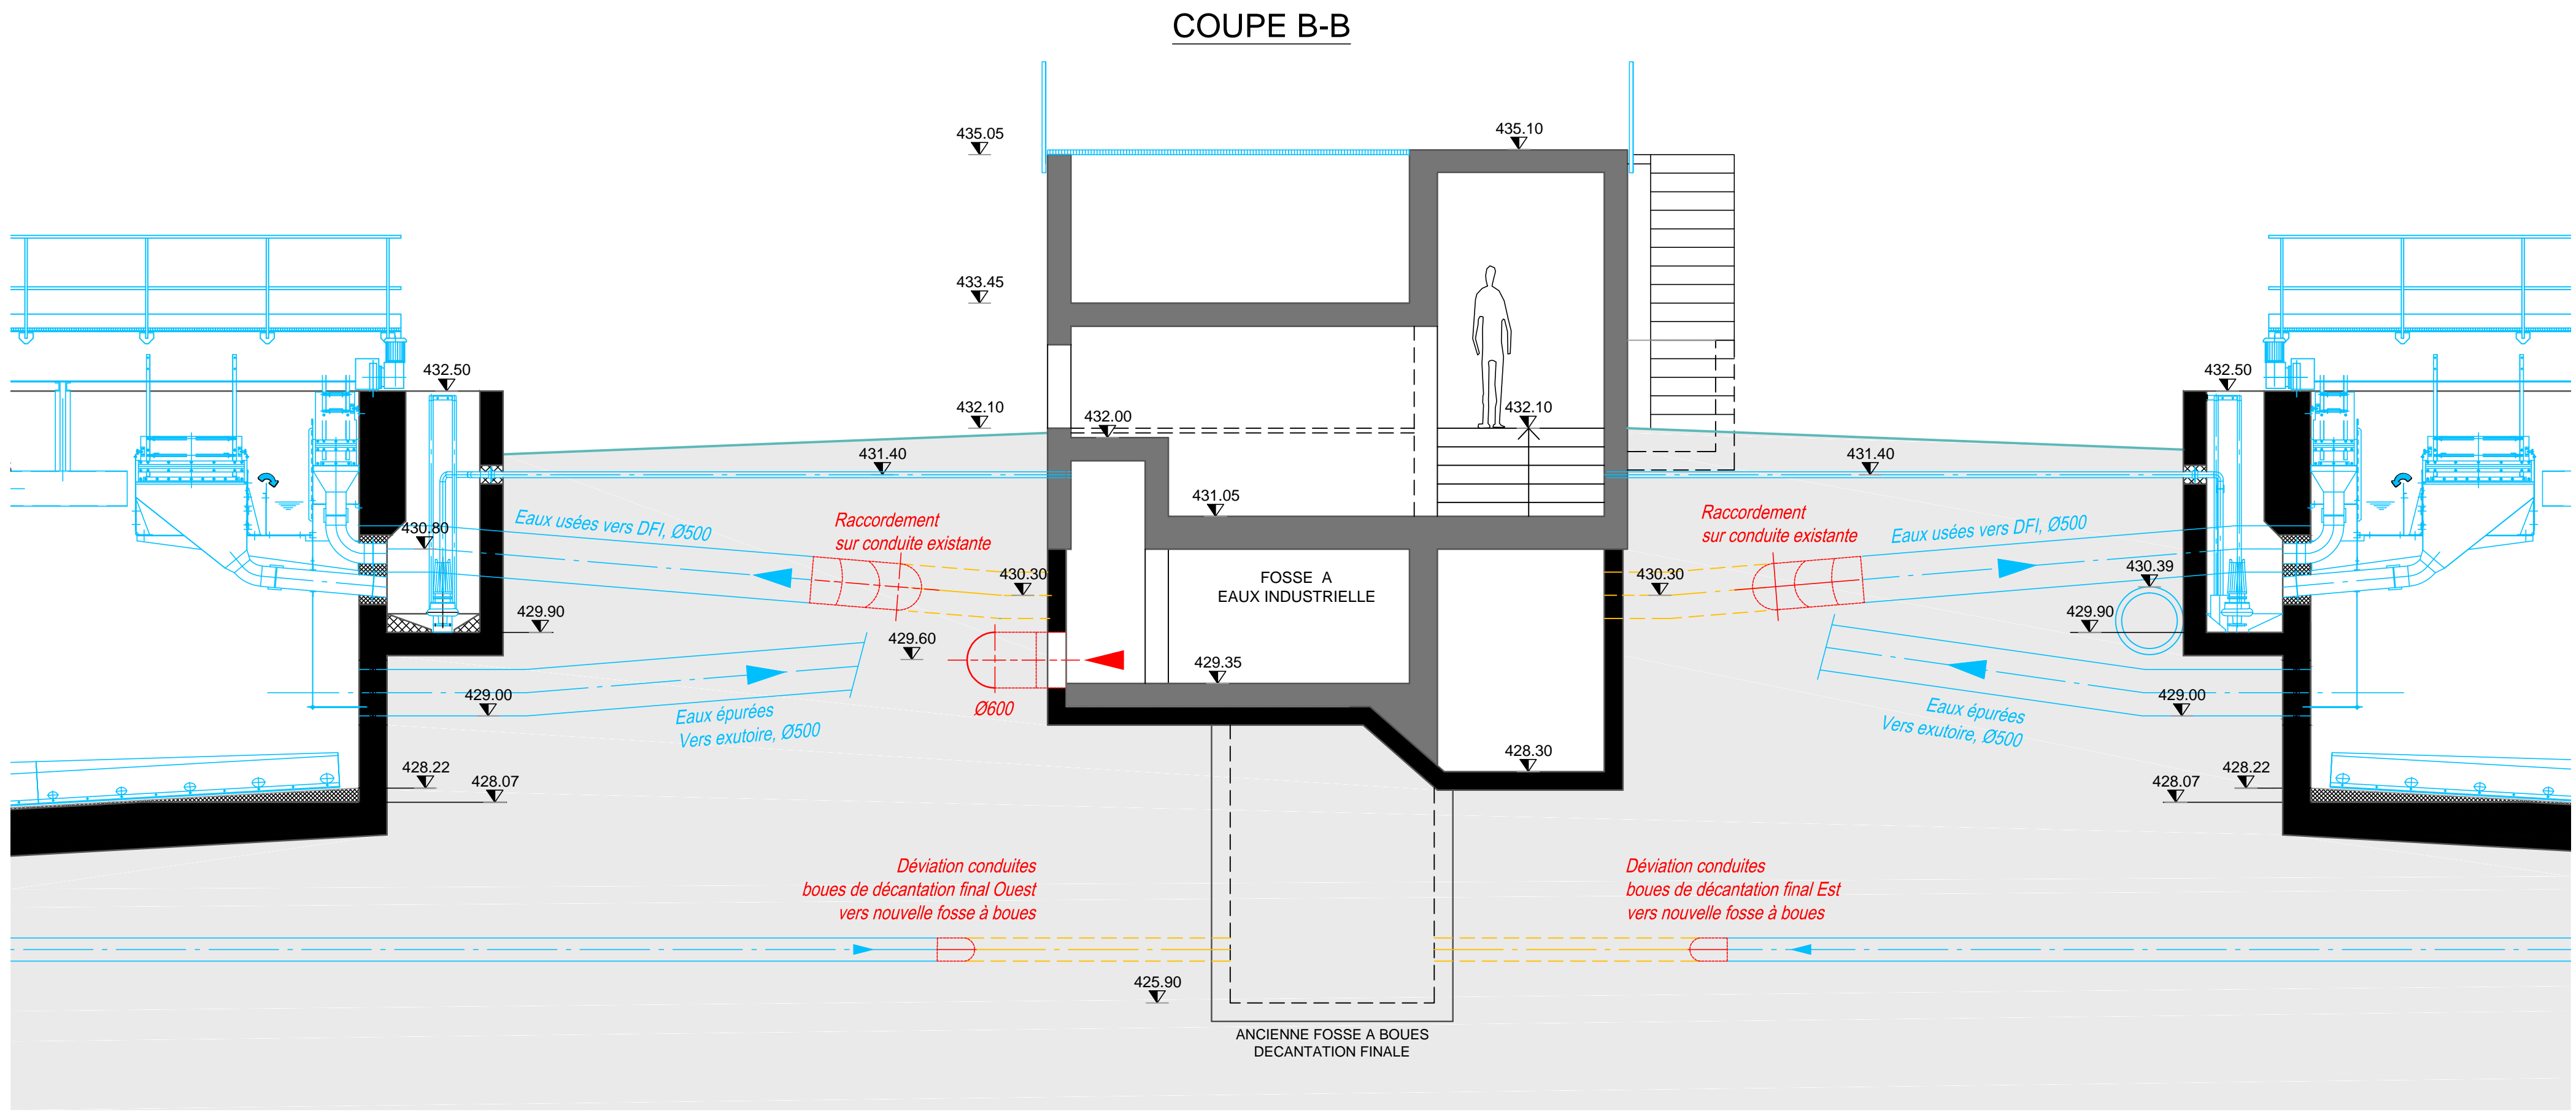 COUPE B-B
435.05
435.10
433.45
432.50
432.50
432.10
432.00
432.10
431.40
431.40
431.05
Eaux usées vers DFI, Ø500
430.80
Raccordement
sur conduite existante
Raccordement
sur conduite existante
Eaux usées vers DFI, Ø500
430.30
FOSSE A
EAUX INDUSTRIELLE
430.30
430.39
429.90
429.90
429.60
429.35
429.00
Ø600
429.00
Eaux épurées
Vers exutoire, Ø500
Eaux épurées
Vers exutoire, Ø500
428.30
428.22
428.07
428.22
428.07
Déviation conduites
boues de décantation final Ouest
vers nouvelle fosse à boues
Déviation conduites
boues de décantation final Est
vers nouvelle fosse à boues
425.90
ANCIENNE FOSSE A BOUES
DECANTATION FINALE